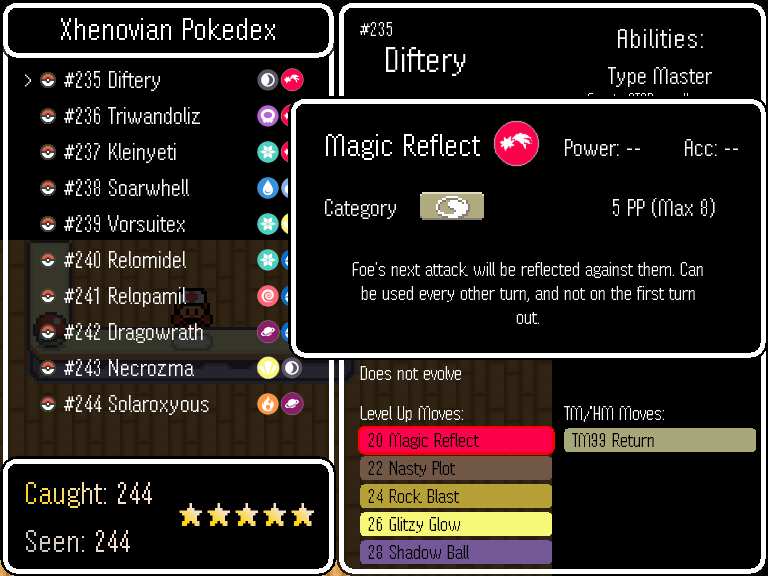 Xhenovian Pokedex
#235 Diftery
#236 Triwandoliz
#237 Kleinyeti
#238 Soarwhell
#239 Vorsuitex
#240 Relomidel
#241 Relopamil
#242 Dragowrath
#243 Necrozma
#244 Solaroxyous
Caught: 244
Seen: 244
#235
Diftery
Abilities:
Type Master
Magic Reflect
Power: --
Acc: --
Category
5 PP (Max 8)
Foe's next attack will be reflected against them. Can
be used every other turn, and not on the first turn
out.
Does not evolve
Level Up Moves:
20 Magic Reflect
22 Nasty Plot
24 Rock Blast
26 Glitzy Glow
28 Shadow Ball
TM/HM Moves:
TM99 Return